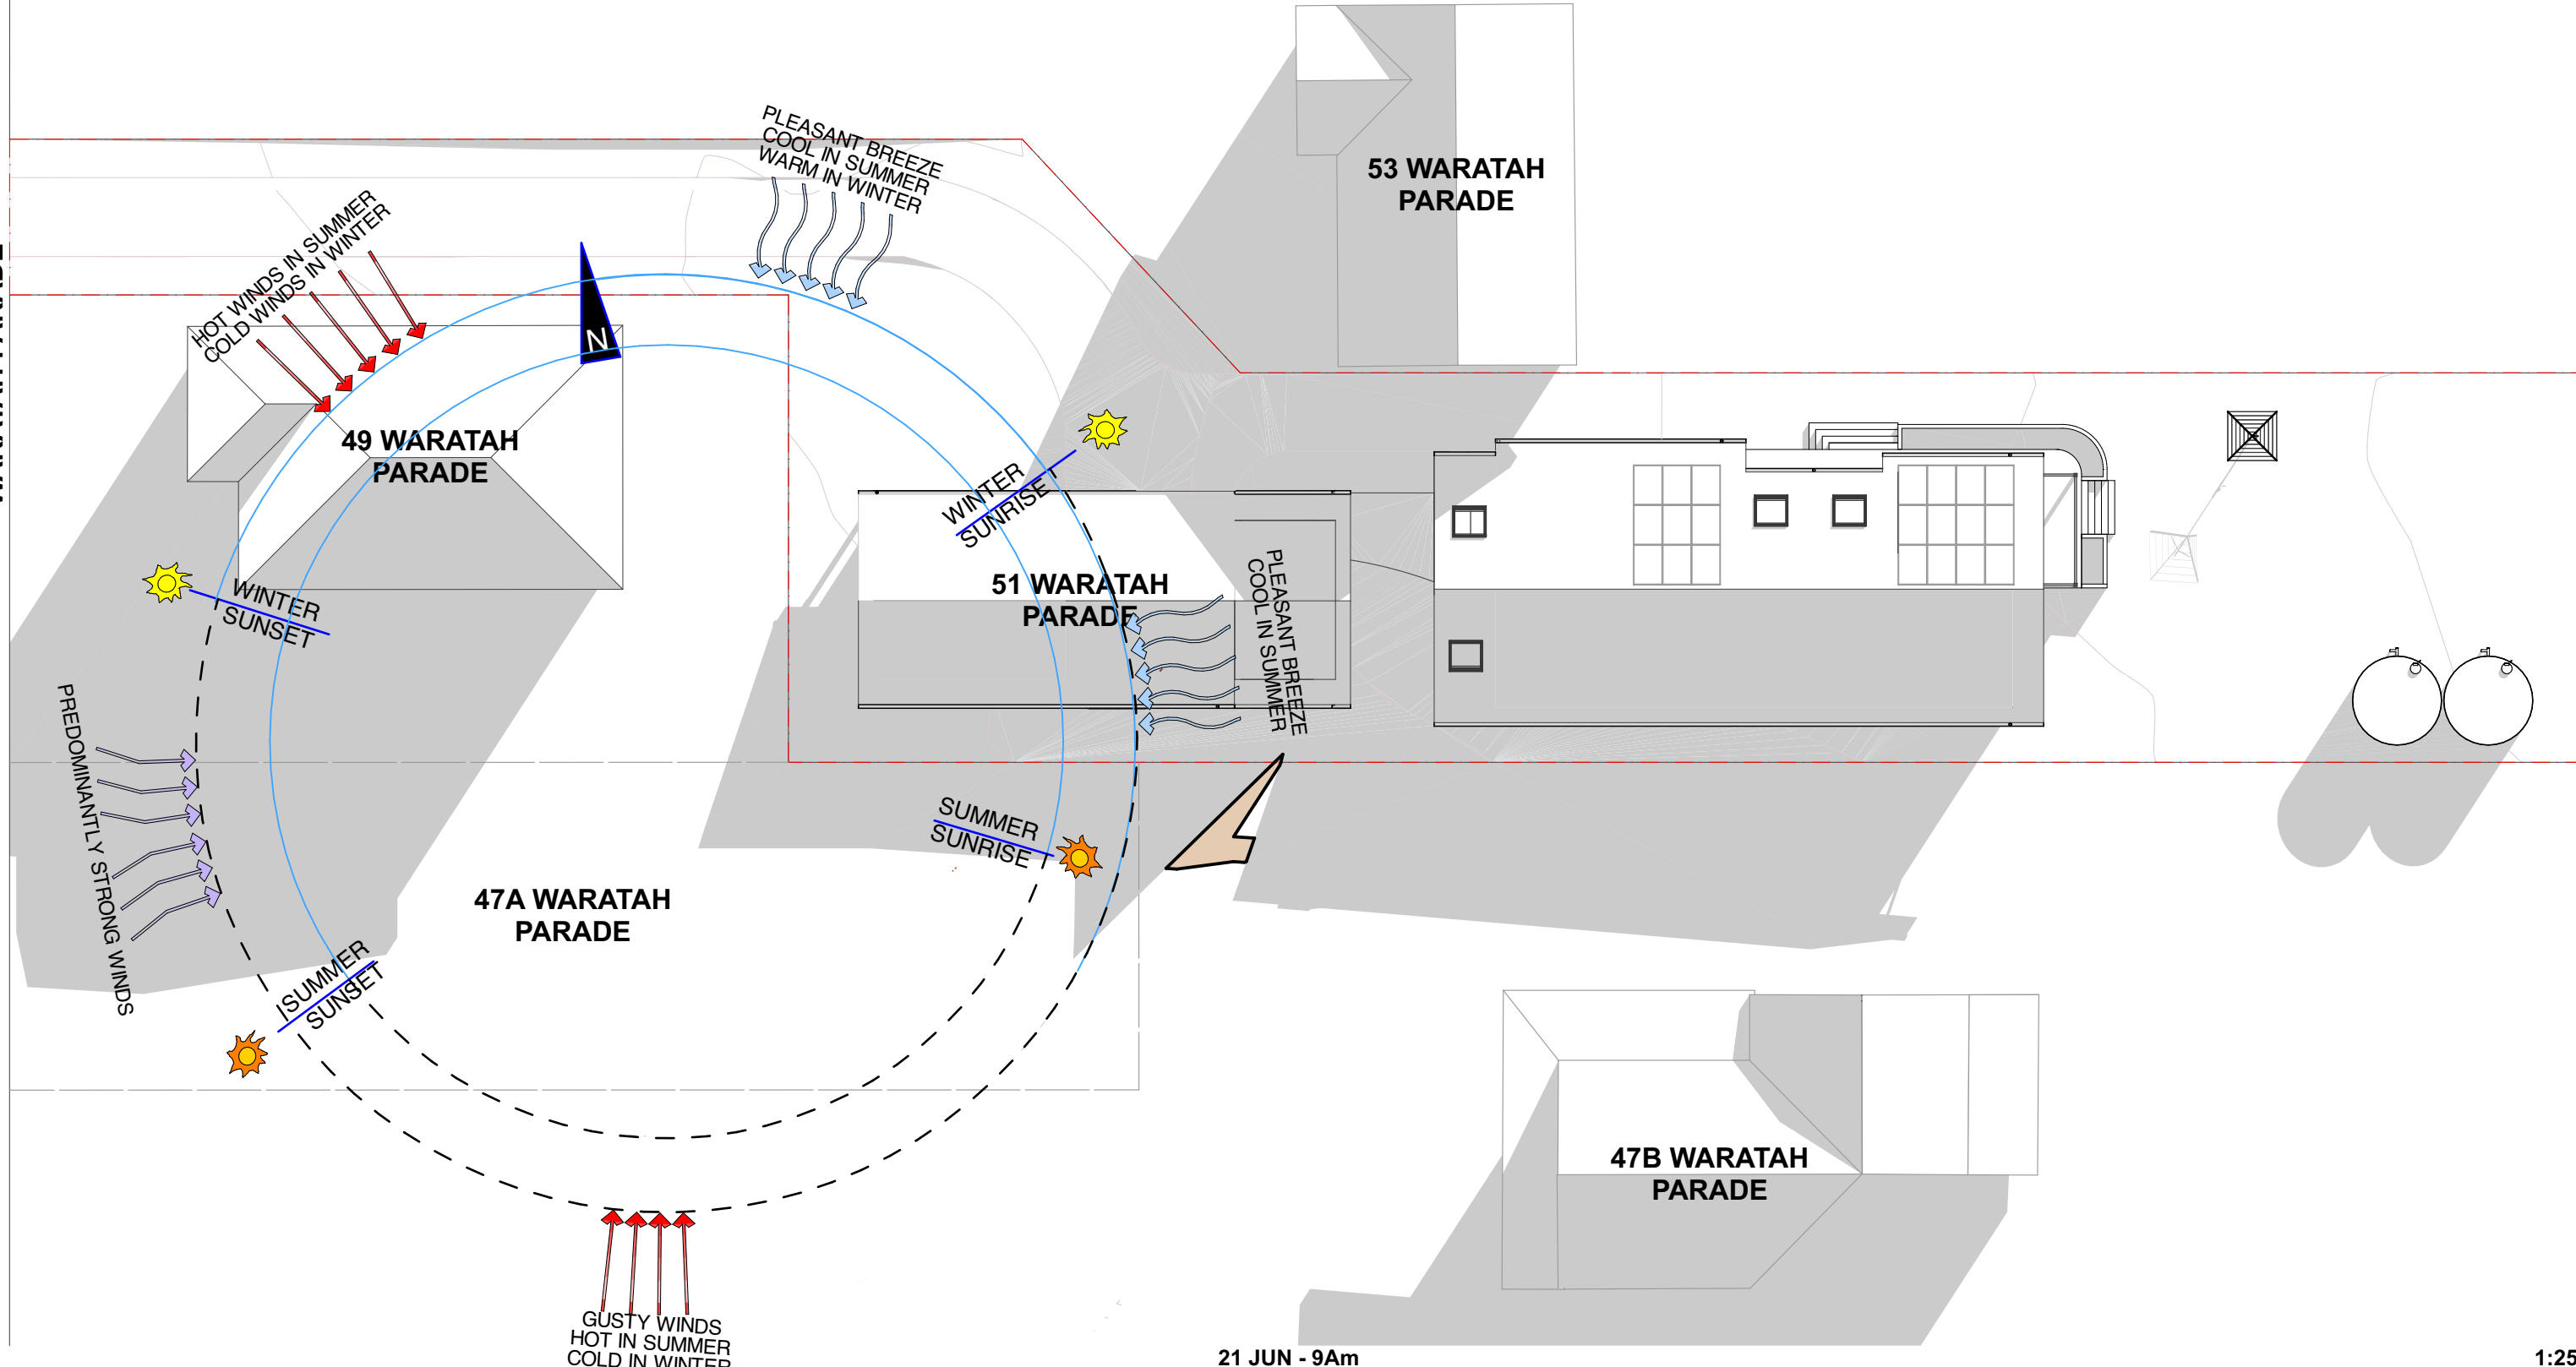 PLEASANT BREEZE
COOL IN SUMMER
WARM IN WINTER
53 WARATAH
PARADE
HOT WINDS IN SUMMER
COLD WINDS IN WINTER
N
49 WARATAH
PARADE
WINTER
SUNRISE
51 WARATAH
PARADE
PLEASANT BREEZE
COOL IN SUMMER
WINTER
SUNSET
PREDOMINANTLY STRONG WINDS
SUMMER
SUNRISE
47A WARATAH
PARADE
SUMMER
SUNSET
47B WARATAH
PARADE
GUSTY WINDS
HOT IN SUMMER
COLD IN WINTER
21 JUN - 9Am
1:25